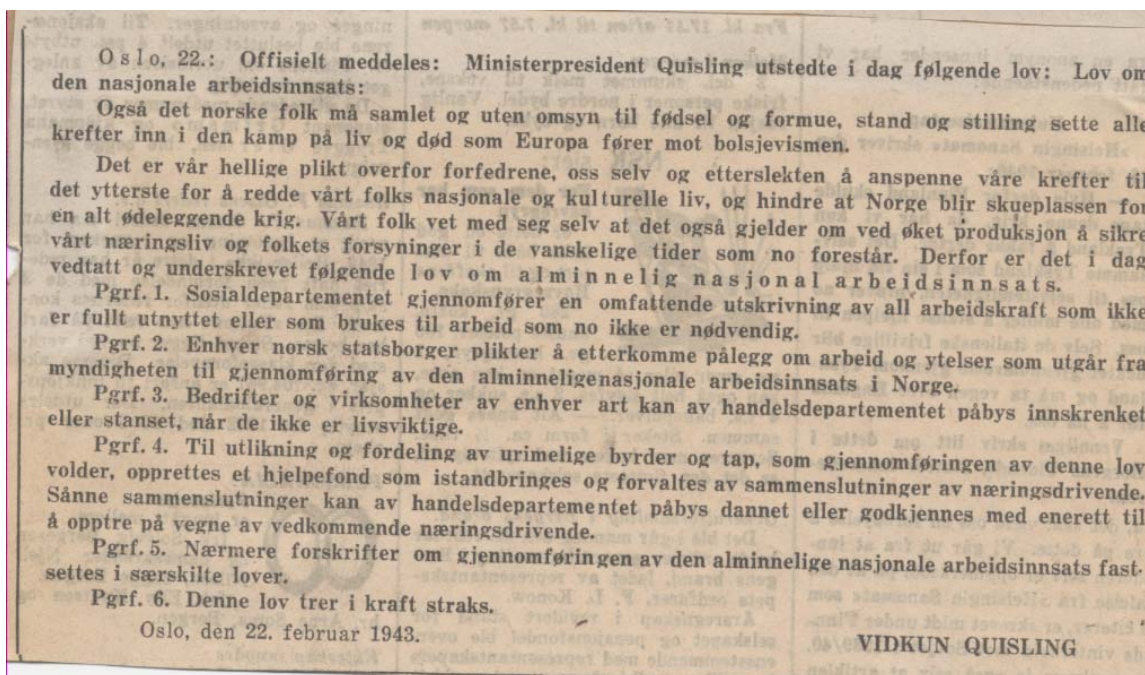 Oslo, 22.: Offisielt meddeles: Ministerpresident Quisling utstedte i dag følgende lov: Lov om
den nasjonale arbeidsinnsats:
Også det norske folk må samlet og uten omsyn til fødsel og formue, stand og stilling sette alle
krefter inn i den kamp på liv og død som Europa fører mot bolsjevismen.
Det er vår hellige plikt overfor forfedrene, oss selv og etterslekten å anspenne våre krefter til
det ytterste for å redde vårt folks nasjonale og kulturelle liv, og hindre at Norge blir skueplassen for
en alt ødeleggende krig. Vårt folk vet med seg selv at det også gjelder om ved øket produksjon å sikre
vårt næringsliv og folkets forsyninger i de vanskelige tider som no forestår. Derfor er det i dag
vedtatt og underskrevet følgende lov om alminnelig nasjonal arbeidsinnsats.
Pgrf. 1. Sosialdepartementet gjennomfører en omfattende utskrivning av all arbeidskraft som ikke
er fullt utnyttet eller som brukes til arbeid som no ikke er nødvendig.
Pgrf. 2. Enhver norsk statsborger plikter å etterkomme pålegg om arbeid og ytelser som utgår fra
myndigheten til gjennomføring av den alminneligenasjonale arbeidsinnsats i Norge.
Pgrf. 3. Bedrifter og virksomheter av enhver art kan av handelsdepartementet påbys innskrenket
eller stanset, når de ikke er livsviktige.
Pgrf. 4. Til utlikning og fordeling av urimelige byrder og tap, som gjennomføringen av denne lov
volder, opprettes et hjelpefond som istandbringes og forvaltes av sammenslutninger av næringsdrivende.
Sånne sammenslutninger kan av handelsdepartementet påbys dannet eller godkjennes med enerett til
å opptre på vegne av vedkommende næringsdrivende.
Pgrf. 5. Nærmere forskrifter om gjennomføringen av den alminnelige nasjonale arbeidsinnsats fast-
settes i særskilte lover.
Pgrf. 6. Denne lov trer i kraft straks.
Oslo, den 22. februar 1943.
VIDKUN QUISLING